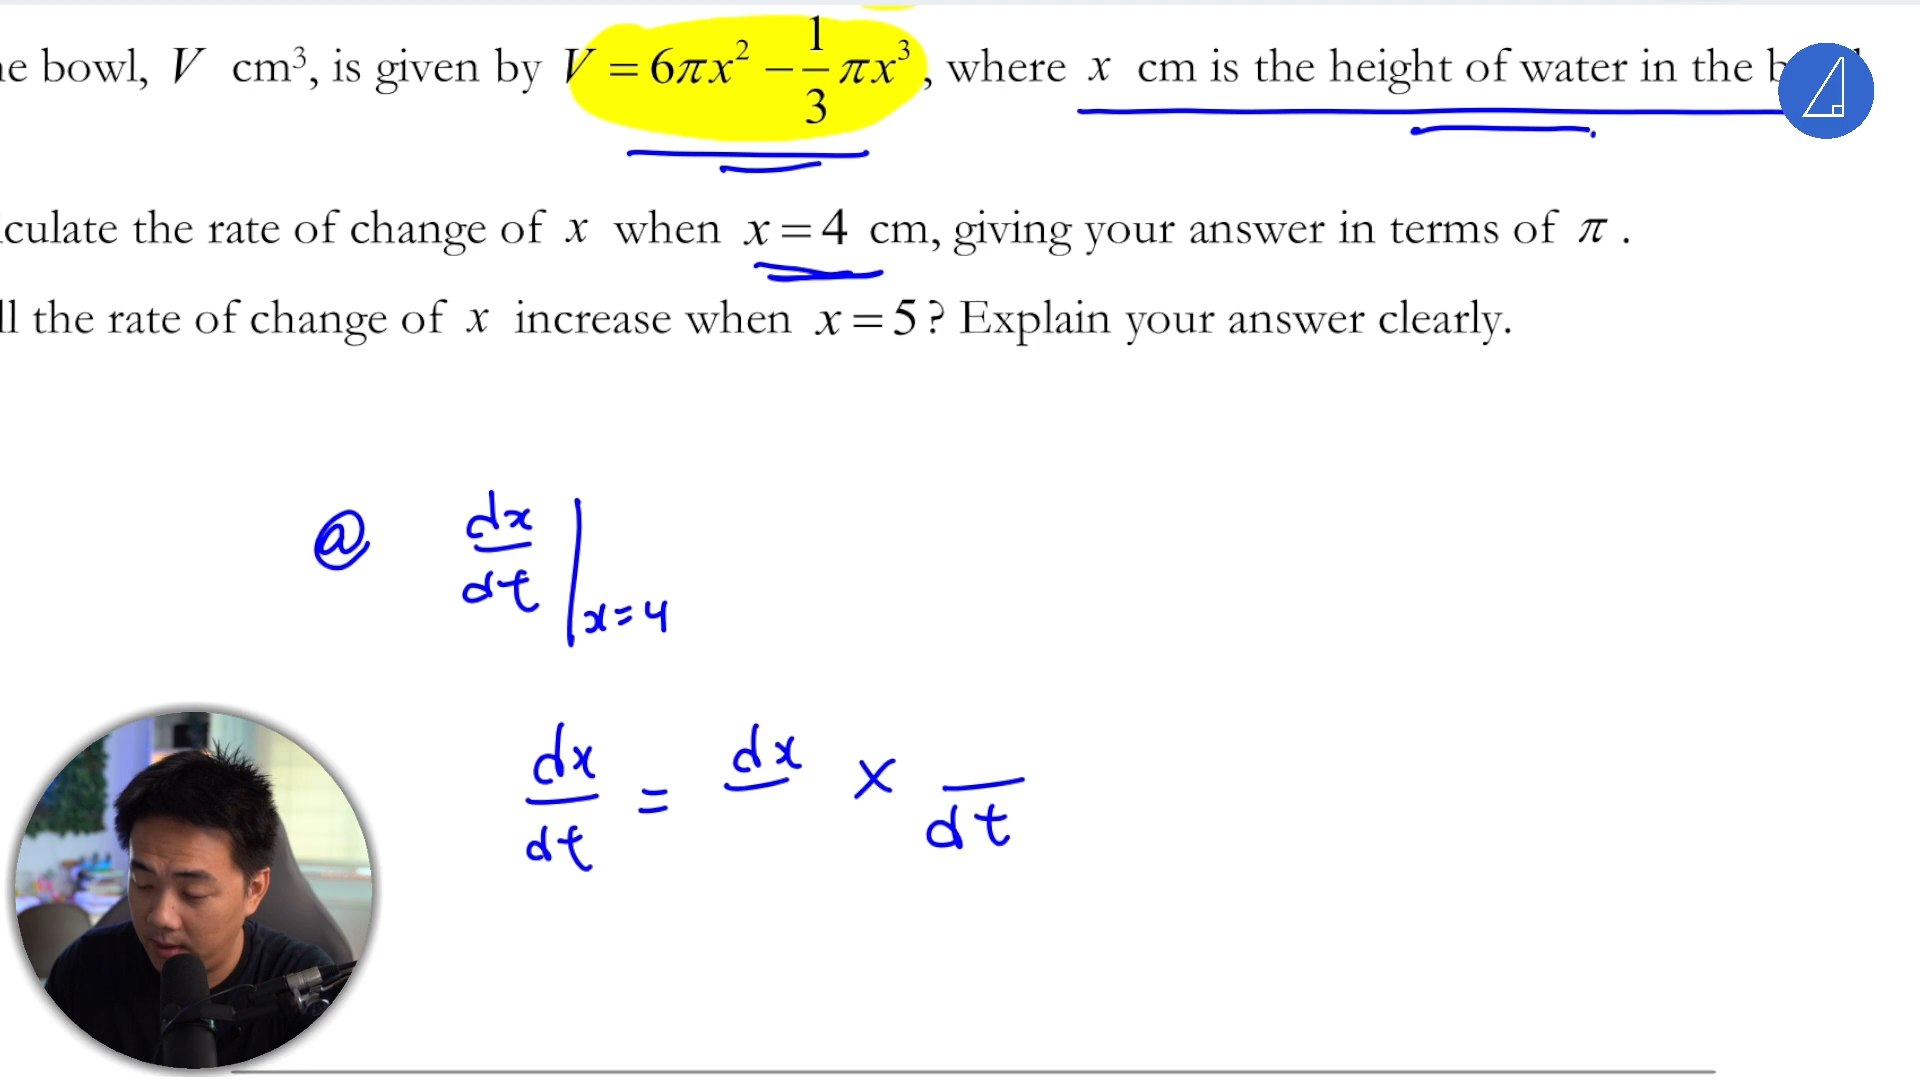 e bowl, V cm³, is given by V = 6πx² − 1/3 πx³, where x cm is the height of water in the
culate the rate of change of x when x = 4 cm, giving your answer in terms of π.
ll the rate of change of x increase when x = 5? Explain your answer clearly.
@ dx/dt | x=4
dx/dt = dx/ × /dt